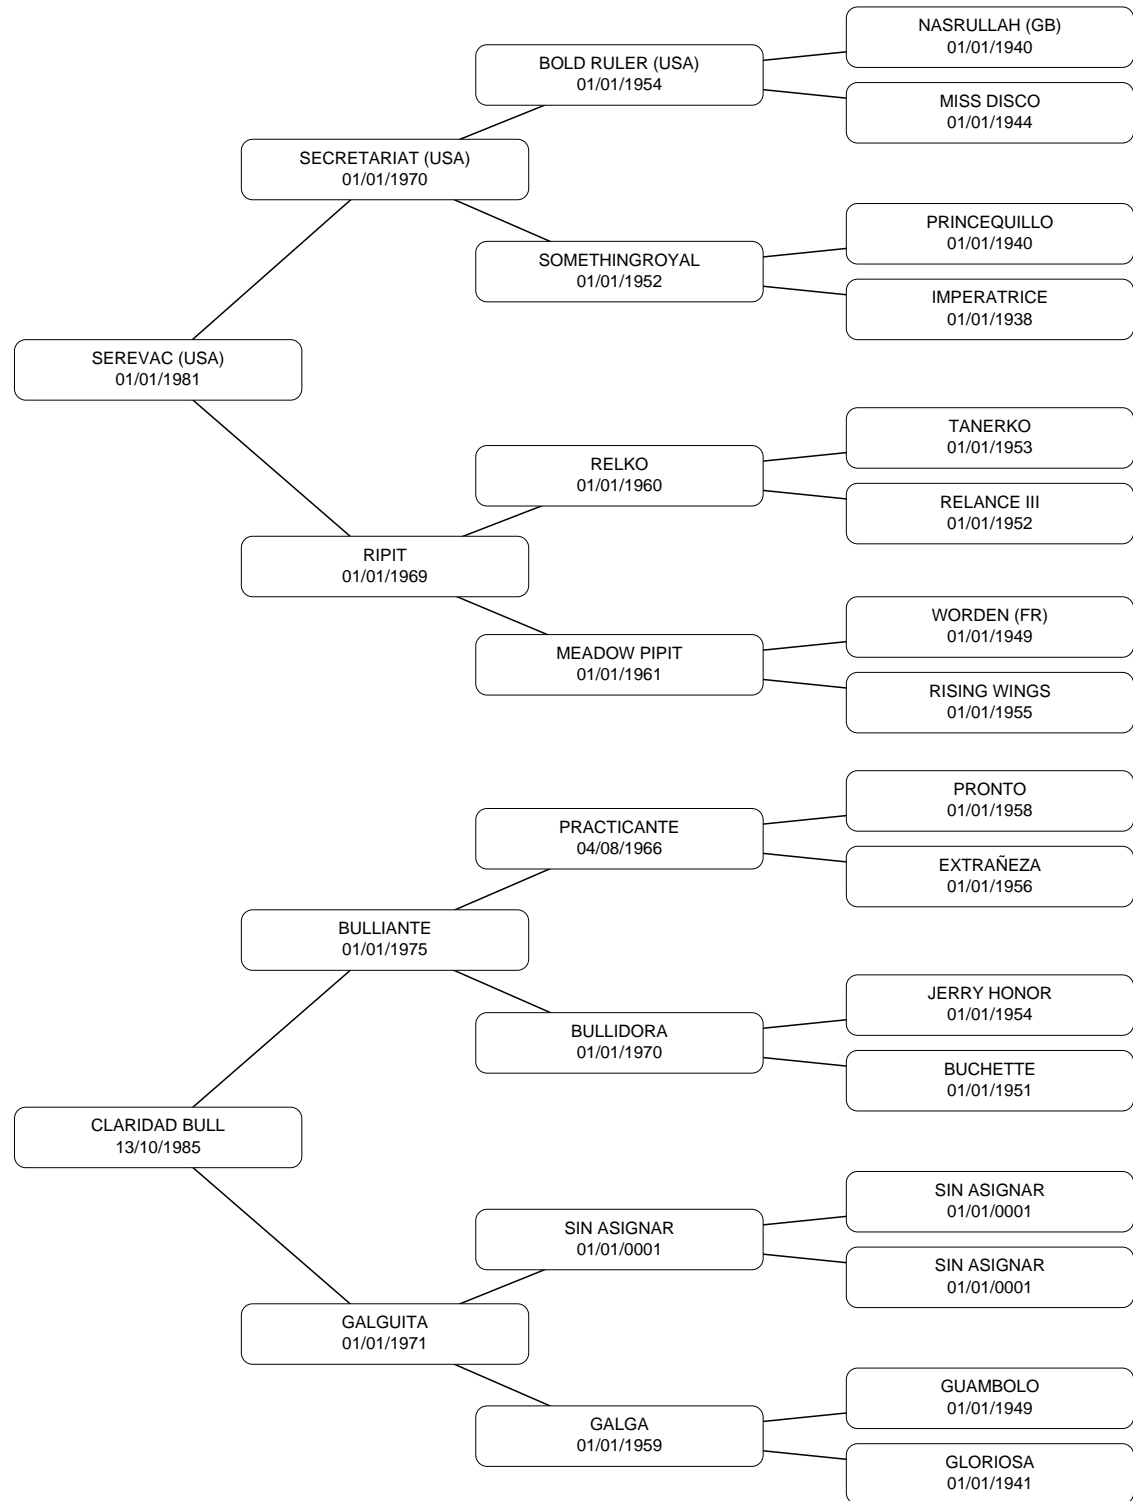 NASRULLAH (GB)
01/01/1940
BOLD RULER (USA)
01/01/1954
MISS DISCO
01/01/1944
SECRETARIAT (USA)
01/01/1970
PRINCEQUILLO
01/01/1940
SOMETHINGROYAL
01/01/1952
IMPERATRICE
01/01/1938
SEREVAC (USA)
01/01/1981
TANERKO
01/01/1953
RELKO
01/01/1960
RELANCE III
01/01/1952
RIPIT
01/01/1969
WORDEN (FR)
01/01/1949
MEADOW PIPIT
01/01/1961
RISING WINGS
01/01/1955
PRONTO
01/01/1958
PRACTICANTE
04/08/1966
EXTRAÑEZA
01/01/1956
BULLIANTE
01/01/1975
JERRY HONOR
01/01/1954
BULLIDORA
01/01/1970
BUCHETTE
01/01/1951
CLARIDAD BULL
13/10/1985
SIN ASIGNAR
01/01/0001
SIN ASIGNAR
01/01/0001
SIN ASIGNAR
01/01/0001
GALGUITA
01/01/1971
GUAMBOLO
01/01/1949
GALGA
01/01/1959
GLORIOSA
01/01/1941